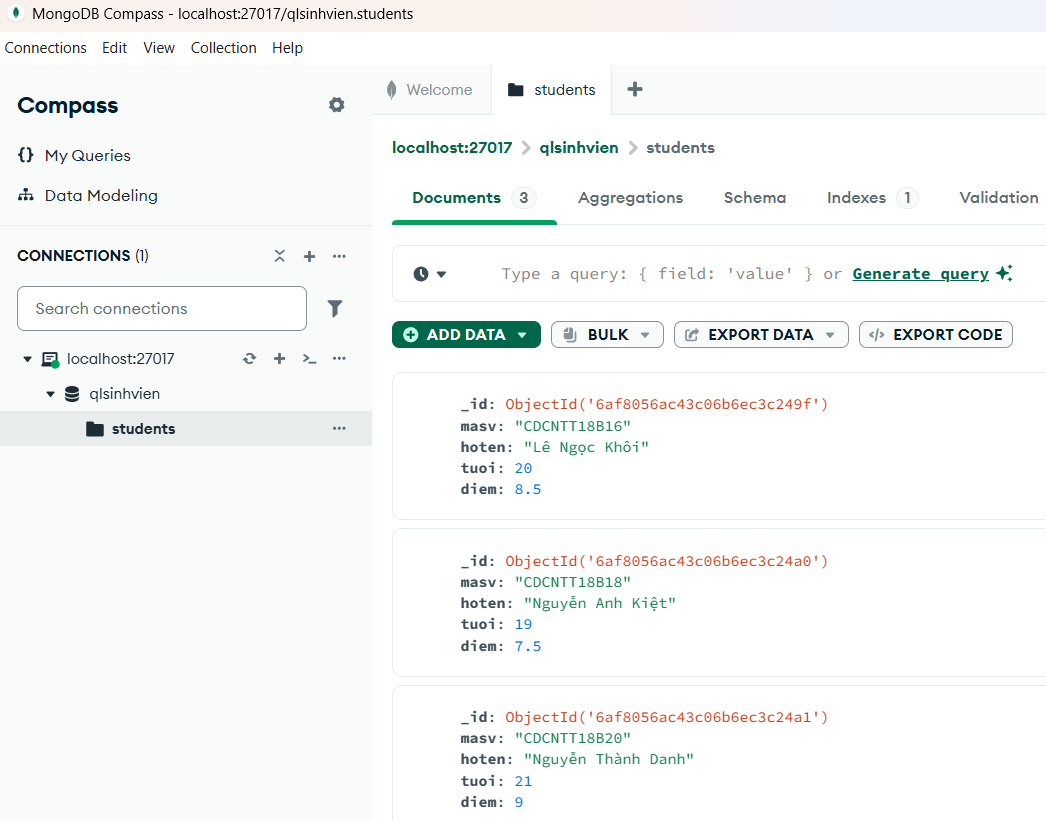 MongoDB Compass - localhost:27017/qlsinhvien.students
Connections Edit View Collection Help
Compass
{} My Queries
Data Modeling
CONNECTIONS (1)
Search connections
localhost:27017
qlsinhvien
students
Welcome
students
localhost:27017 > qlsinhvien > students
Documents 3 Aggregations Schema Indexes 1 Validation
Type a query: { field: 'value' } or Generate query
ADD DATA BULK EXPORT DATA </> EXPORT CODE
_id: ObjectId('6af8056ac43c06b6ec3c249f')
masv: "CDCNTT18B16"
hoten: "Lê Ngọc Khôi"
tuoi: 20
diem: 8.5
_id: ObjectId('6af8056ac43c06b6ec3c24a0')
masv: "CDCNTT18B18"
hoten: "Nguyễn Anh Kiệt"
tuoi: 19
diem: 7.5
_id: ObjectId('6af8056ac43c06b6ec3c24a1')
masv: "CDCNTT18B20"
hoten: "Nguyễn Thành Danh"
tuoi: 21
diem: 9